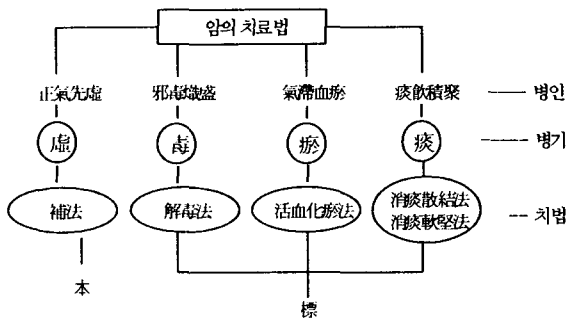 암의 치료법
正氣先虛 邪毒熾盛 氣滯血瘀 痰飮積聚 병인
虛 毒 瘀 痰 병기
補法 解毒法 活血化瘀法 消痰散結法 치법
消痰軟堅法
本
標